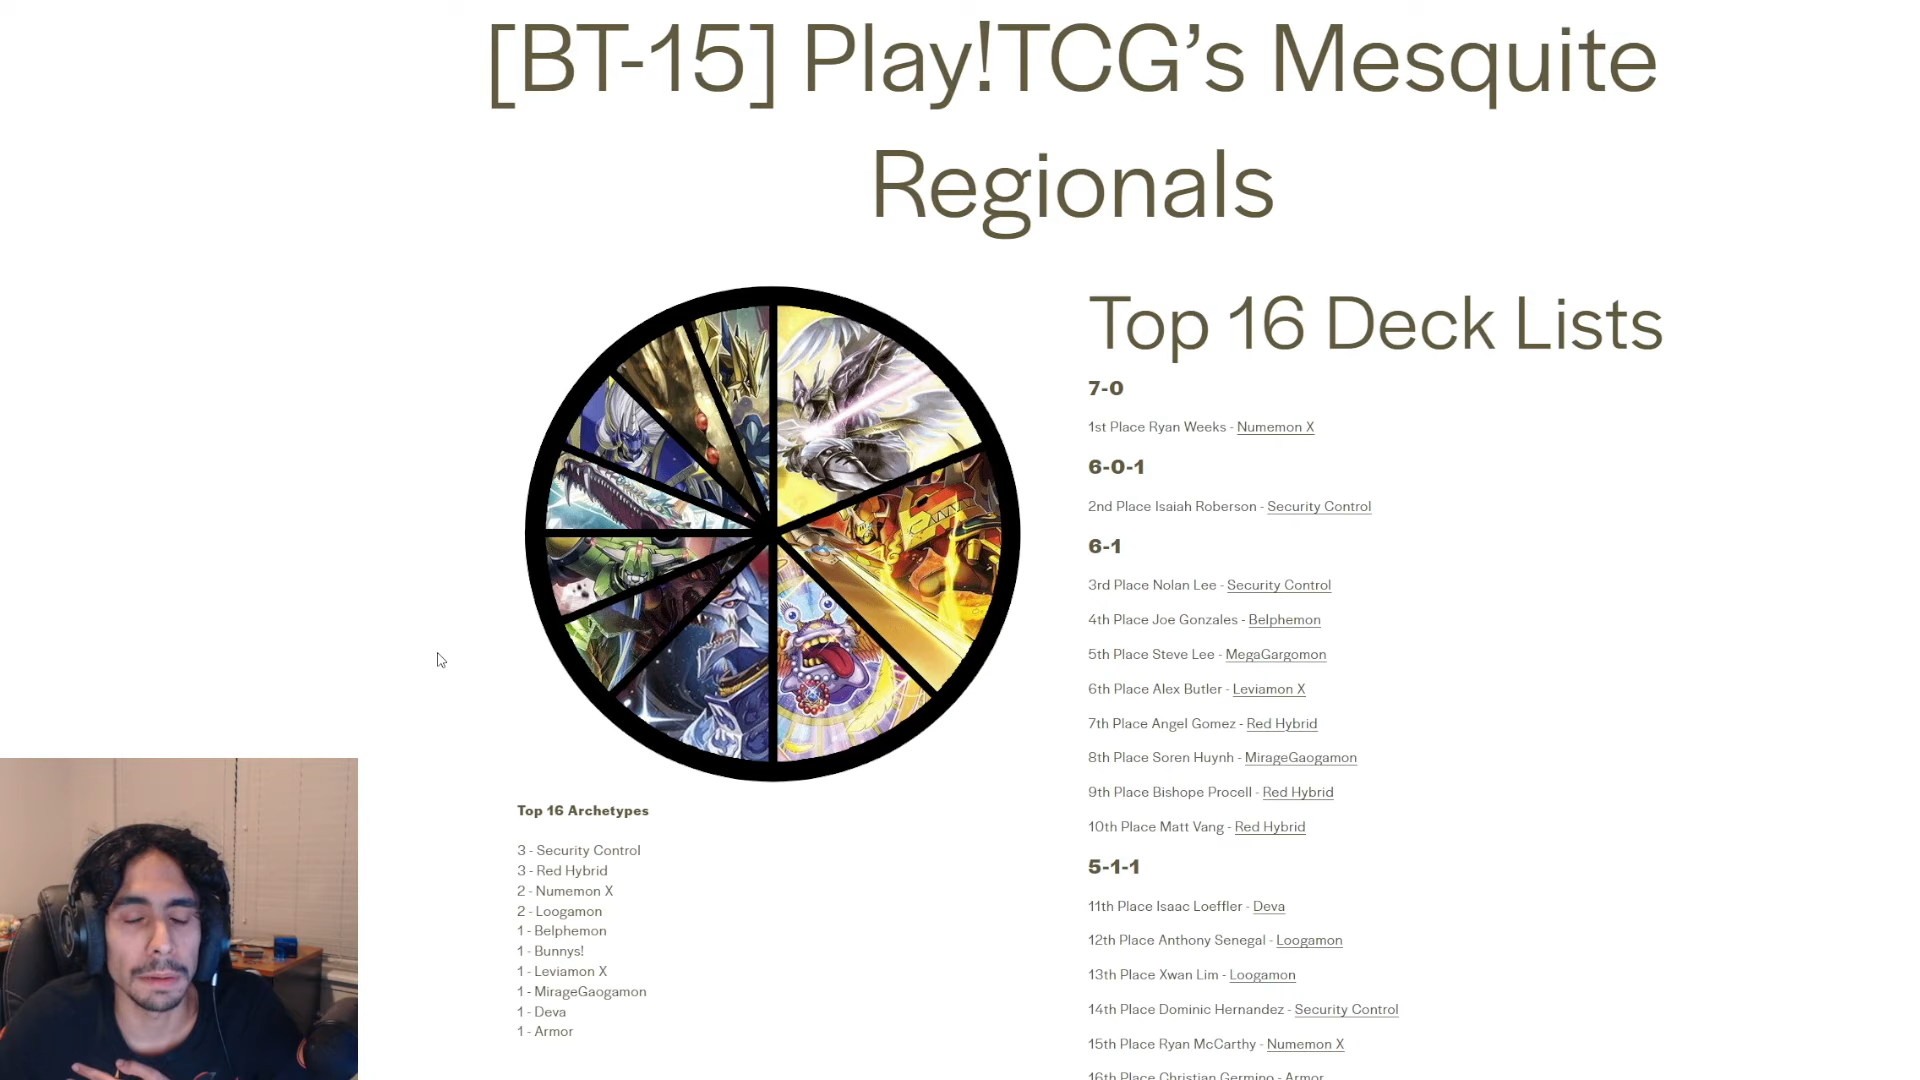 [BT-15] Play!TCG’s Mesquite
Regionals
Top 16 Deck Lists
7-0
1st Place Ryan Weeks - Numemon X
6-0-1
2nd Place Isaiah Roberson - Security Control
6-1
3rd Place Nolan Lee - Security Control
4th Place Joe Gonzales - Belphemon
5th Place Steve Lee - MegaGargomon
6th Place Alex Butler - Leviamon X
7th Place Angel Gomez - Red Hybrid
8th Place Soren Huynh - MirageGaogamon
9th Place Bishope Procell - Red Hybrid
10th Place Matt Vang - Red Hybrid
5-1-1
11th Place Isaac Loeffler - Deva
12th Place Anthony Senegal - Loogamon
13th Place Xwan Lim - Loogamon
14th Place Dominic Hernandez - Security Control
15th Place Ryan McCarthy - Numemon X
16th Place Christian Germino - Armor
Top 16 Archetypes
3 - Security Control
3 - Red Hybrid
2 - Numemon X
2 - Loogamon
1 - Belphemon
1 - Bunnys!
1 - Leviamon X
1 - MirageGaogamon
1 - Deva
1 - Armor